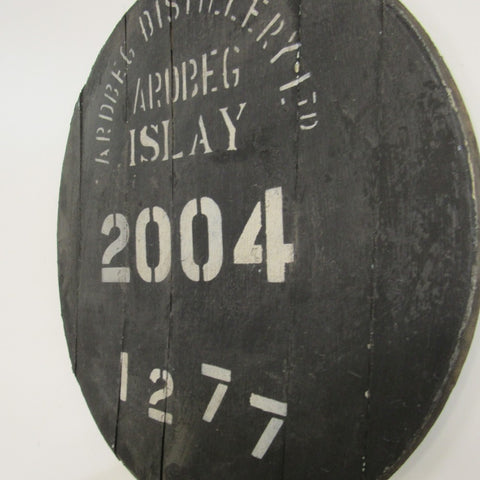 ARDBEG DISTILLERY LTD
ARDBEG
ISLAY
2004
1277